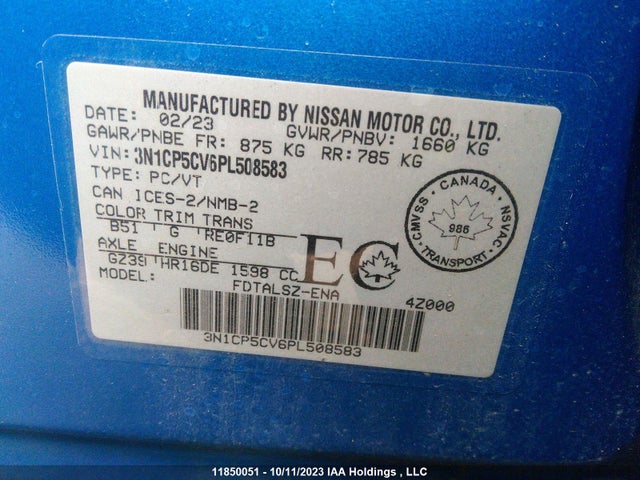 MANUFACTURED BY NISSAN MOTOR CO., LTD.
DATE: 02/23 GVWR/PNBV: 1660 KG
GAWR/PNBE FR: 875 KG RR: 785 KG
VIN: 3N1CP5CV6PL508583
TYPE: PC/VT
CAN ICES-2/NMB-2
COLOR TRIM TRANS
B51 G RE0F11B
AXLE ENGINE
GZ39 HR16DE 1598 CC
MODEL: FDTALSZ-ENA
4Z000
EC
CANADA
CMVSS
NSVAC
986
TRANSPORT
3N1CP5CV6PL508583
11850051 - 10/11/2023 IAA Holdings , LLC